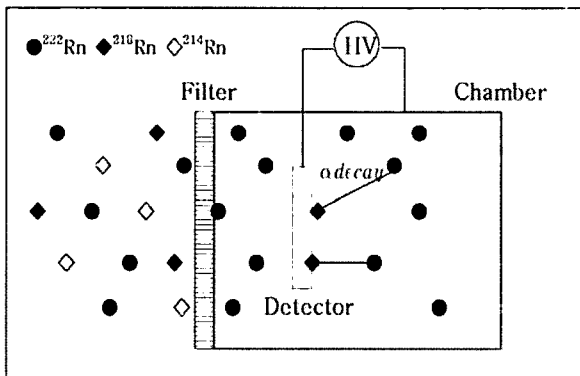 ²²²Rn ²¹⁸Rn ²¹⁴Rn
HV
Filter Chamber
α decay
Detector